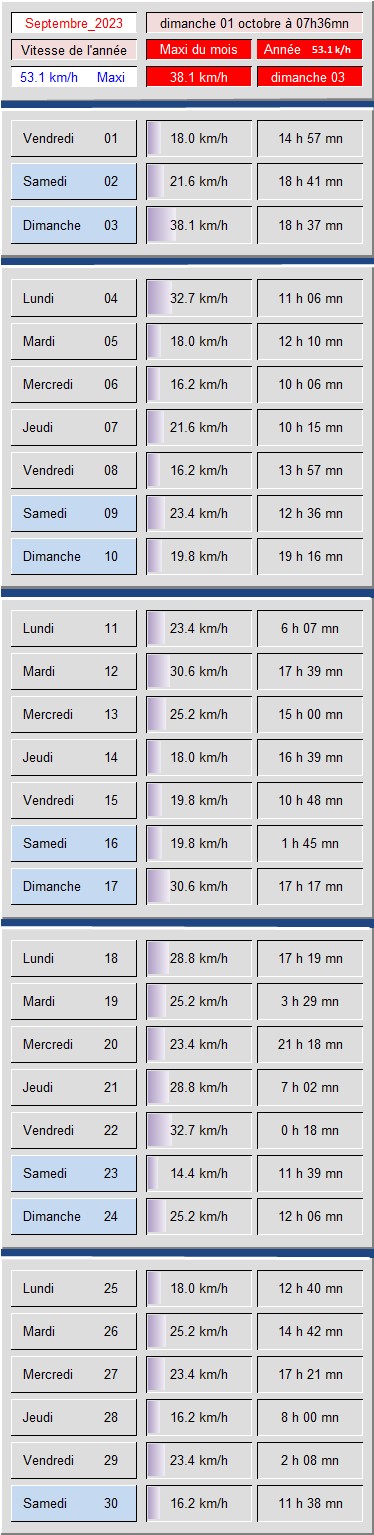 Septembre_2023 dimanche 01 octobre à 07h36mn
Vitesse de l'année Maxi du mois Année 53.1 k/h
53.1 km/h Maxi 38.1 km/h dimanche 03
Vendredi 01 18.0 km/h 14 h 57 mn
Samedi 02 21.6 km/h 18 h 41 mn
Dimanche 03 38.1 km/h 18 h 37 mn
Lundi 04 32.7 km/h 11 h 06 mn
Mardi 05 18.0 km/h 12 h 10 mn
Mercredi 06 16.2 km/h 10 h 06 mn
Jeudi 07 21.6 km/h 10 h 15 mn
Vendredi 08 16.2 km/h 13 h 57 mn
Samedi 09 23.4 km/h 12 h 36 mn
Dimanche 10 19.8 km/h 19 h 16 mn
Lundi 11 23.4 km/h 6 h 07 mn
Mardi 12 30.6 km/h 17 h 39 mn
Mercredi 13 25.2 km/h 15 h 00 mn
Jeudi 14 18.0 km/h 16 h 39 mn
Vendredi 15 19.8 km/h 10 h 48 mn
Samedi 16 19.8 km/h 1 h 45 mn
Dimanche 17 30.6 km/h 17 h 17 mn
Lundi 18 28.8 km/h 17 h 19 mn
Mardi 19 25.2 km/h 3 h 29 mn
Mercredi 20 23.4 km/h 21 h 18 mn
Jeudi 21 28.8 km/h 7 h 02 mn
Vendredi 22 32.7 km/h 0 h 18 mn
Samedi 23 14.4 km/h 11 h 39 mn
Dimanche 24 25.2 km/h 12 h 06 mn
Lundi 25 18.0 km/h 12 h 40 mn
Mardi 26 25.2 km/h 14 h 42 mn
Mercredi 27 23.4 km/h 17 h 21 mn
Jeudi 28 16.2 km/h 8 h 00 mn
Vendredi 29 23.4 km/h 2 h 08 mn
Samedi 30 16.2 km/h 11 h 38 mn